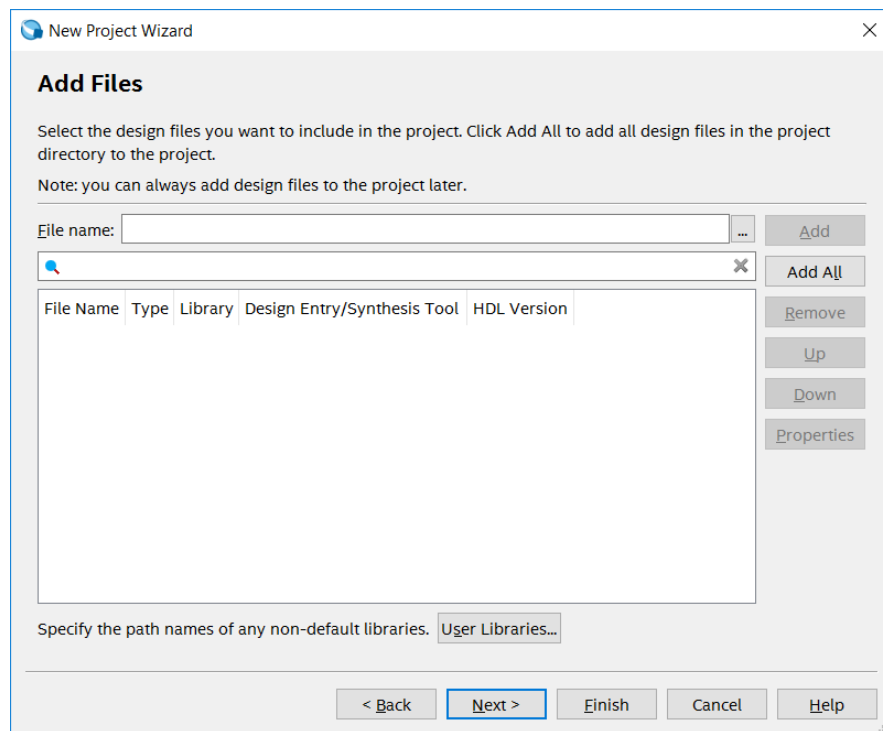 New Project Wizard
Add Files
Select the design files you want to include in the project. Click Add All to add all design files in the project
directory to the project.
Note: you can always add design files to the project later.
File name: ... Add
Add All
File Name Type Library Design Entry/Synthesis Tool HDL Version
Remove
Up
Down
Properties
Specify the path names of any non-default libraries. User Libraries...
< Back Next > Finish Cancel Help